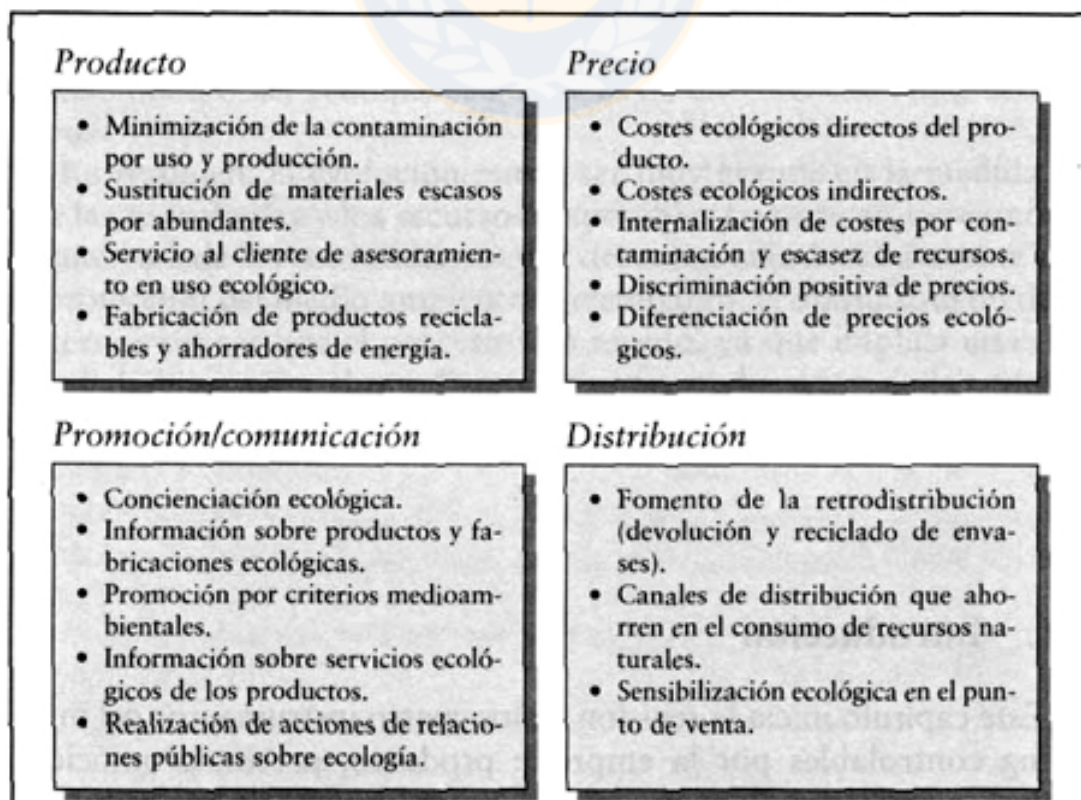 Producto
• Minimización de la contaminación
por uso y producción.
• Sustitución de materiales escasos
por abundantes.
• Servicio al cliente de asesoramien-
to en uso ecológico.
• Fabricación de productos recicla-
bles y ahorradores de energía.
Precio
• Costes ecológicos directos del pro-
ducto.
• Costes ecológicos indirectos.
• Internalización de costes por con-
taminación y escasez de recursos.
• Discriminación positiva de precios.
• Diferenciación de precios ecoló-
gicos.
Promoción/comunicación
• Concienciación ecológica.
• Información sobre productos y fa-
bricaciones ecológicas.
• Promoción por criterios medioam-
bientales.
• Información sobre servicios ecoló-
gicos de los productos.
• Realización de acciones de relacio-
nes públicas sobre ecología.
Distribución
• Fomento de la retrodistribución
(devolución y reciclado de enva-
ses).
• Canales de distribución que aho-
rren en el consumo de recursos na-
turales.
• Sensibilización ecológica en el pun-
to de venta.